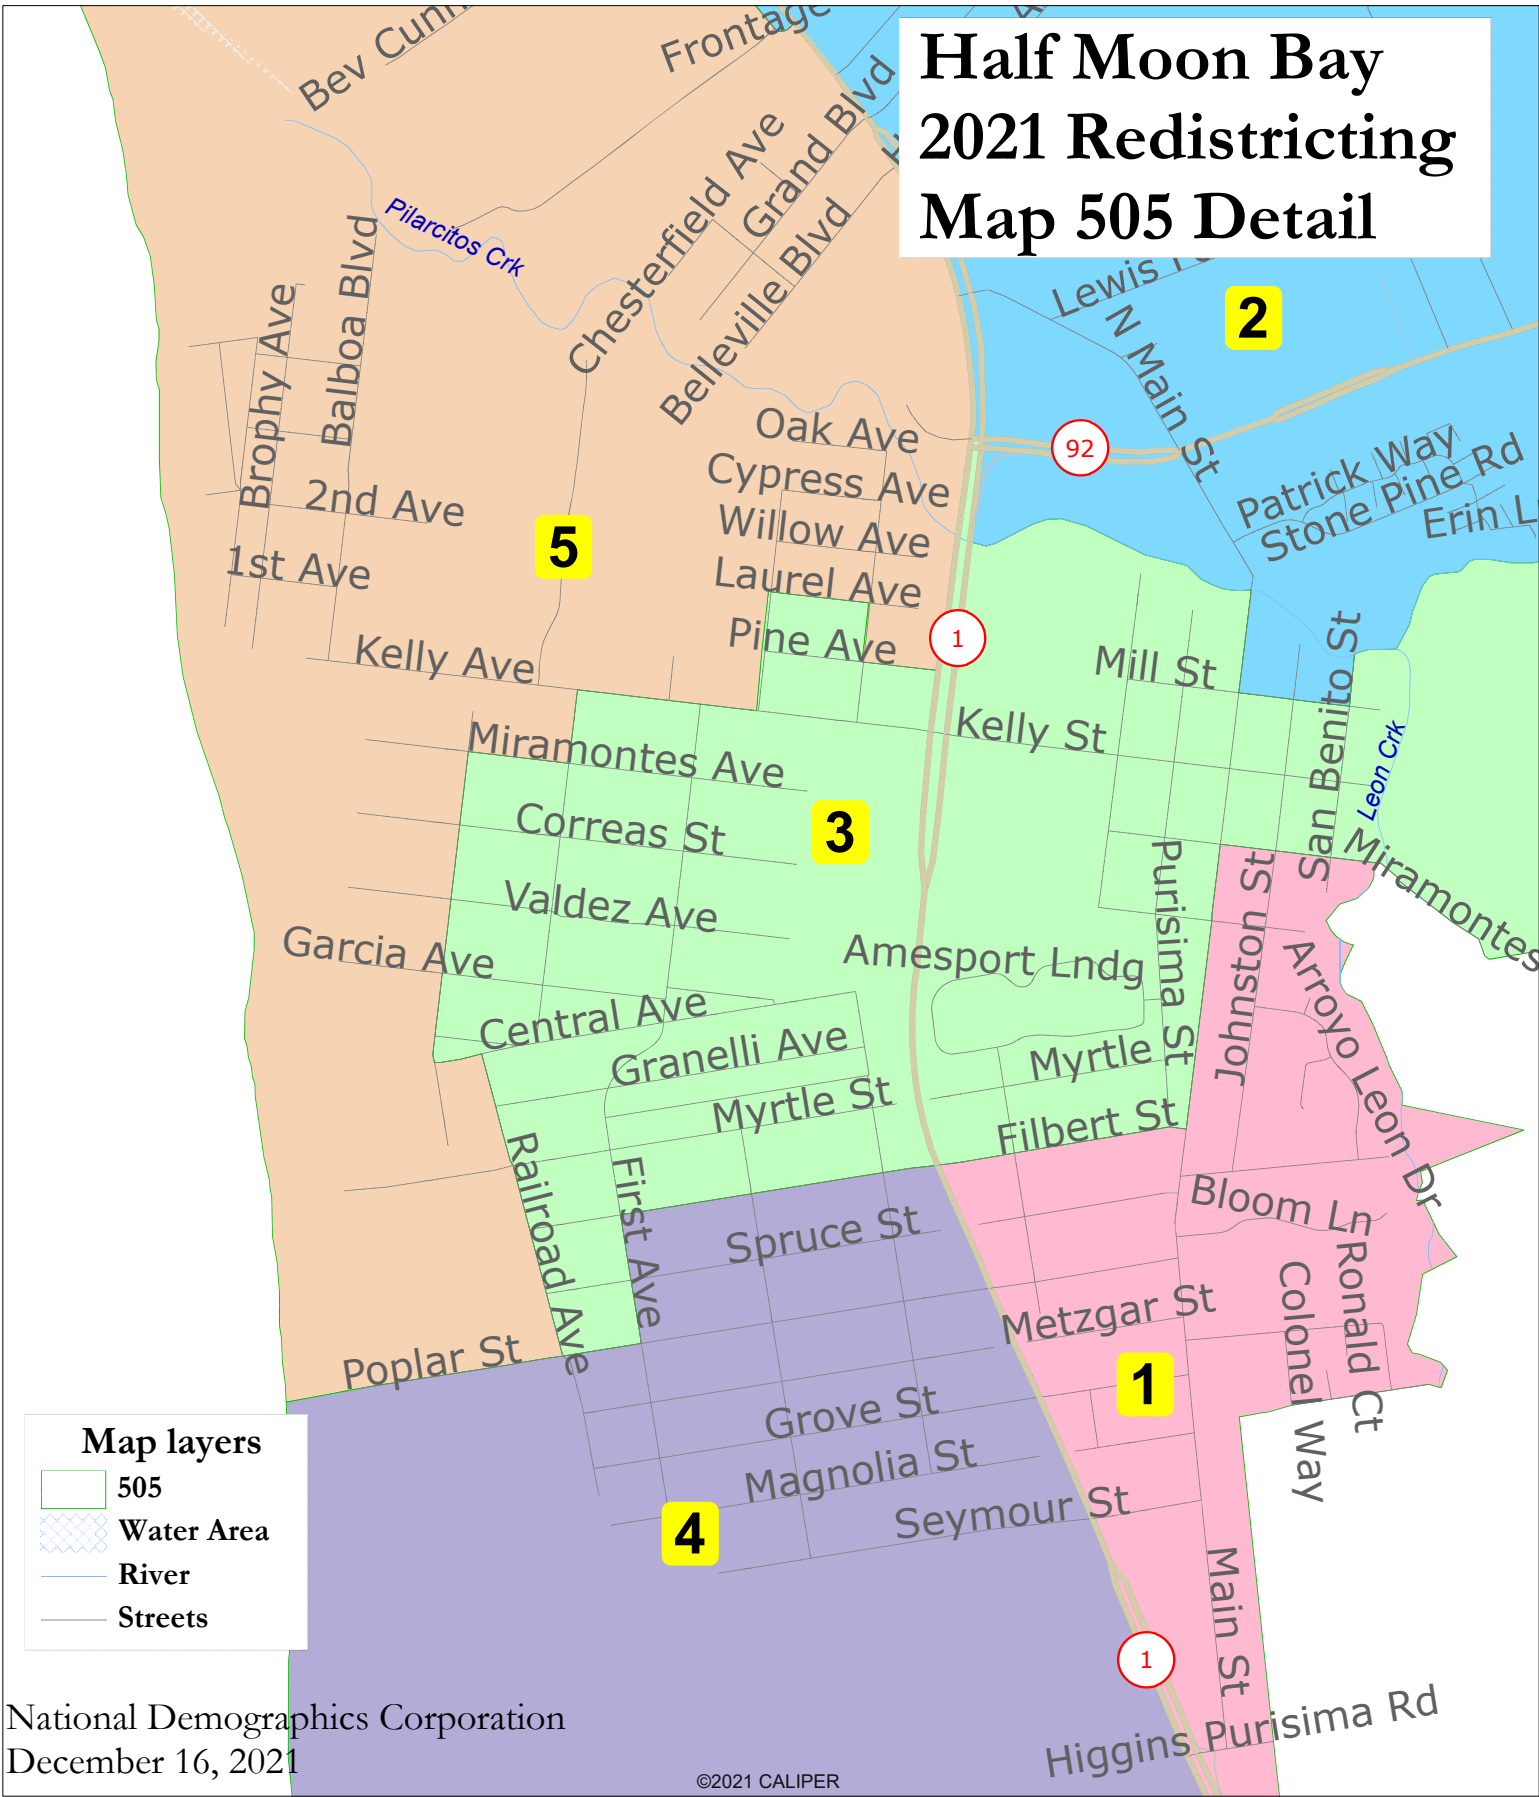 Half Moon Bay
2021 Redistricting
Map 505 Detail
Frontage
Grand Blvd
Chesterfield Ave
Belleville Blvd
Pilarcitos Crk
Balboa Blvd
Brophy Ave
Lewis
2
N Main St
92
Oak Ave
Cypress Ave
Willow Ave
Laurel Ave
Pine Ave
Patrick Way
Stone Pine Rd
Erin L
2nd Ave
1st Ave
5
1
Kelly Ave
Mill St
Kelly St
San Benito St
Leon Crk
Miramontes Ave
Miramontes
Correas St
3
Valdez Ave
Garcia Ave
Purisima St
Johnston St
Amesport Lndg
Arroyo Leon Dr
Central Ave
Granelli Ave
Myrtle St
Myrtle
Filbert St
Railroad Ave
First Ave
Spruce St
Bloom Ln
Ronald Ct
Colonel Way
Metzgar St
Poplar St
1
Grove St
Magnolia St
Seymour St
4
Main St
1
Higgins Purisima Rd
Map layers
505
Water Area
River
Streets
National Demographics Corporation
December 16, 2021
©2021 CALIPER